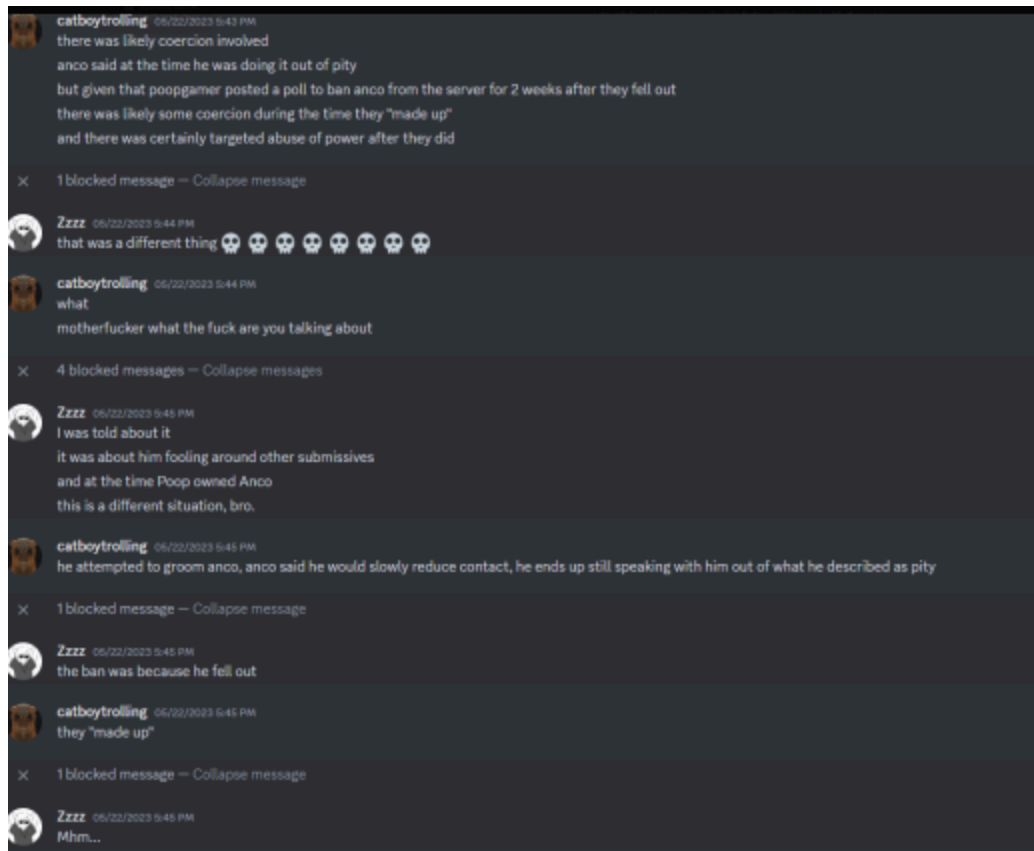 catboytrolling 05/22/2023 5:43 PM
there was likely coercion involved
anco said at the time he was doing it out of pity
but given that poopgamer posted a poll to ban anco from the server for 2 weeks after they fell out
there was likely some coercion during the time they "made up"
and there was certainly targeted abuse of power after they did
1 blocked message — Collapse message
Zzzz 05/22/2023 5:44 PM
that was a different thing 💀 💀 💀 💀 💀 💀 💀 💀
catboytrolling 05/22/2023 5:44 PM
what
motherfucker what the fuck are you talking about
4 blocked messages — Collapse messages
Zzzz 05/22/2023 5:45 PM
I was told about it
it was about him fooling around other submissives
and at the time Poop owned Anco
this is a different situation, bro.
catboytrolling 05/22/2023 5:45 PM
he attempted to groom anco, anco said he would slowly reduce contact, he ends up still speaking with him out of what he described as pity
1 blocked message — Collapse message
Zzzz 05/22/2023 5:45 PM
the ban was because he fell out
catboytrolling 05/22/2023 5:45 PM
they "made up"
1 blocked message — Collapse message
Zzzz 05/22/2023 5:45 PM
Mhm...